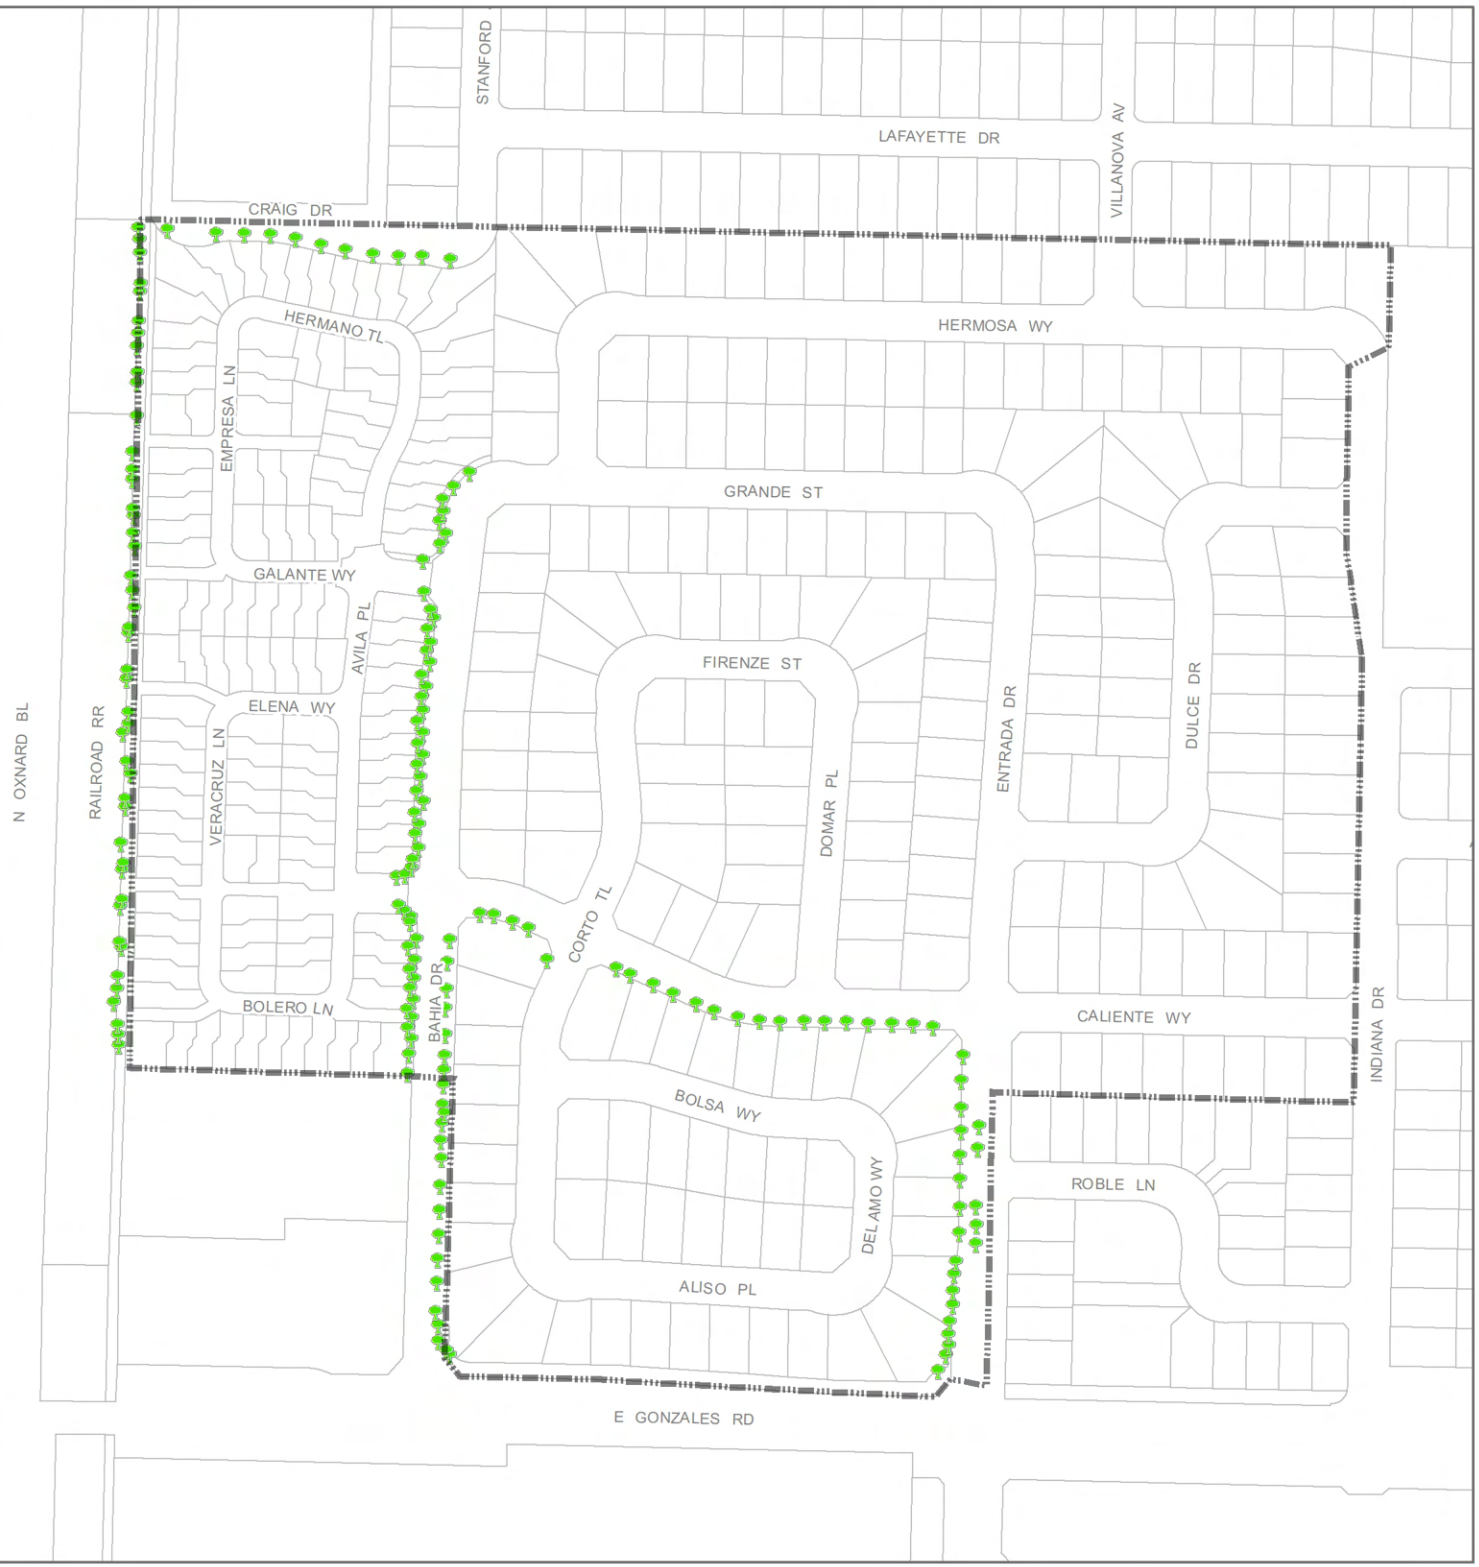 STANFORD
LAFAYETTE DR
VILLANOVA AV
CRAIG DR
HERMANO TL
HERMOSA WY
EMPRESA LN
GRANDE ST
GALANTE WY
AVILA PL
FIRENZE ST
ELENA WY
DULCE DR
ENTRADA DR
N OXNARD BL
RAILROAD RR
VERACRUZ LN
DOMAR PL
CORTO TL
BAHIA DR
BOLERO LN
CALIENTE WY
INDIANA DR
BOLSA WY
DEL AMO WY
ROBLE LN
ALISO PL
E GONZALES RD